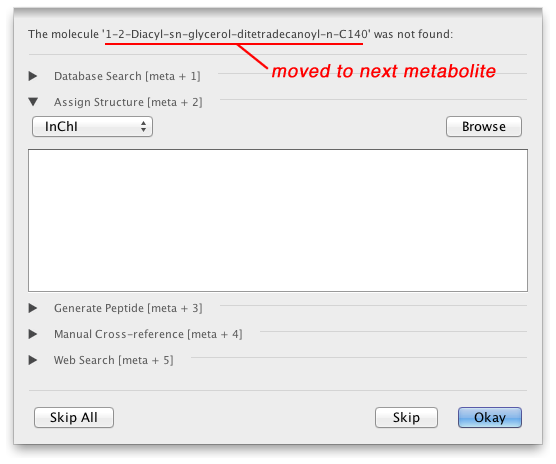 The molecule '1-2-Diacyl-sn-glycerol-ditetradecanoyl-n-C140' was not found:
moved to next metabolite
Database Search [meta + 1]
Assign Structure [meta + 2]
InChI
Browse
Generate Peptide [meta + 3]
Manual Cross-reference [meta + 4]
Web Search [meta + 5]
Skip All
Skip
Okay